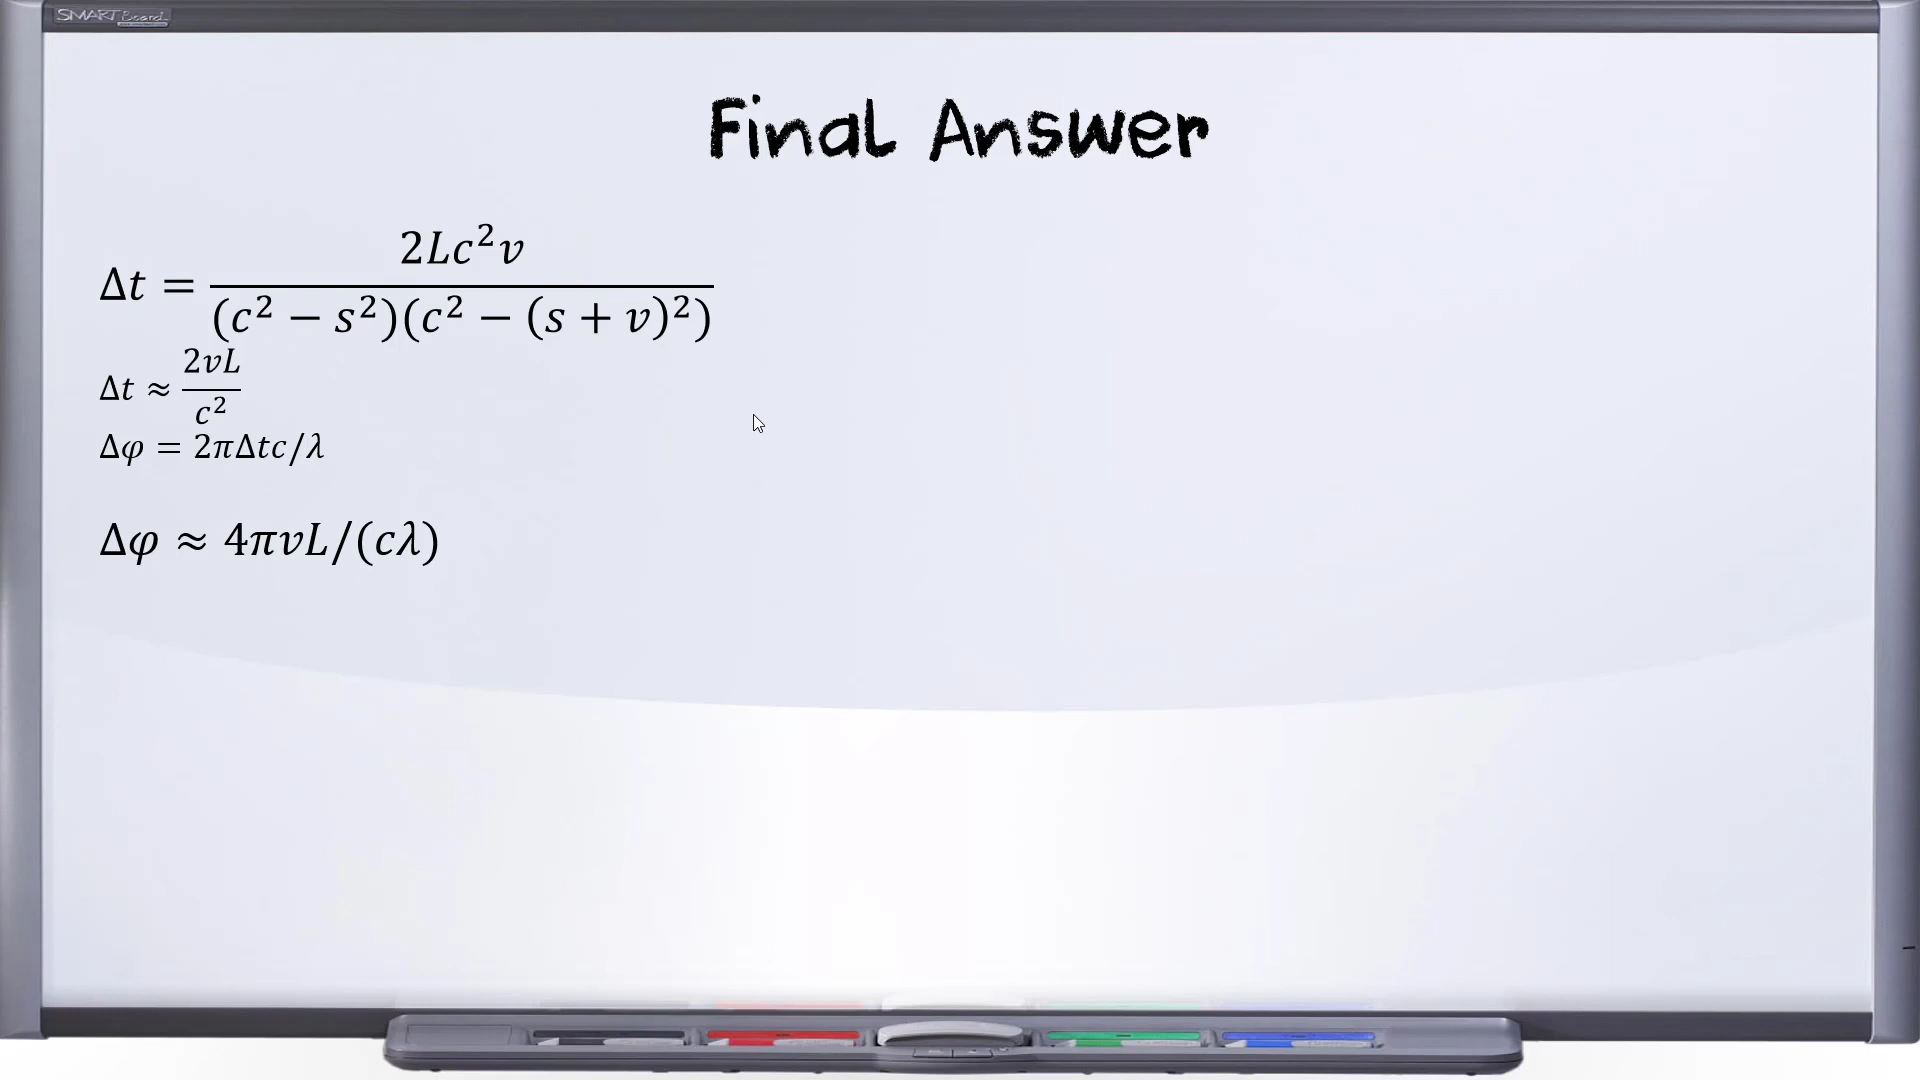 SMART Board
Final Answer
Δt = 2Lc²v / (c² − s²)(c² − (s + v)²)
Δt ≈ 2vL / c²
Δφ = 2πΔtc/λ
Δφ ≈ 4πvL/(cλ)